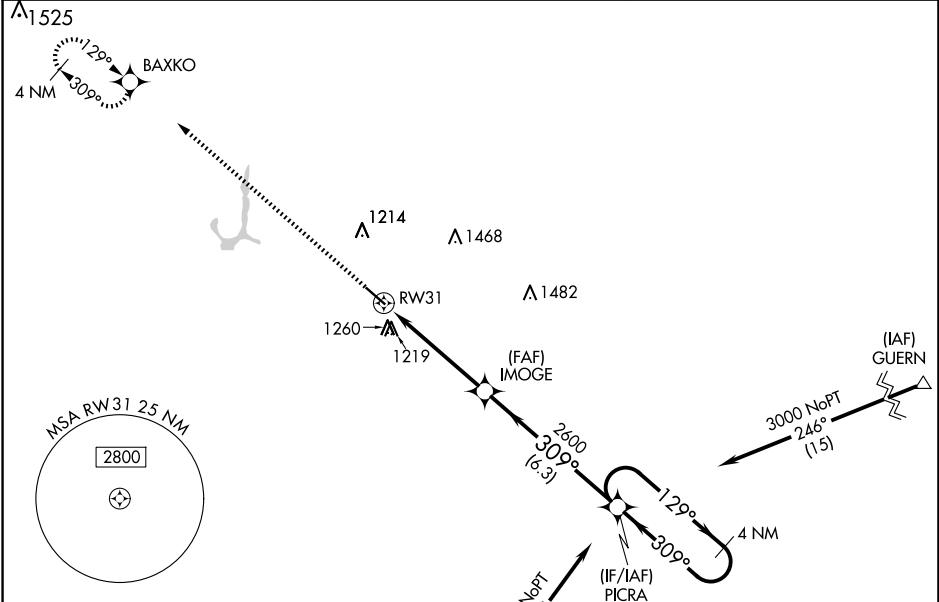 1525
129°
BAXKO
309°
4 NM
1214
1468
RW31
1482
1260
1219
(FAF)
IMOGE
(IAF)
GUERN
3000 NoPT
246°
(15)
MSA RW31 25 NM
2800
2600
309°
(6.3)
129°
309°
4 NM
(IF/IAF)
PICRA
NoPT